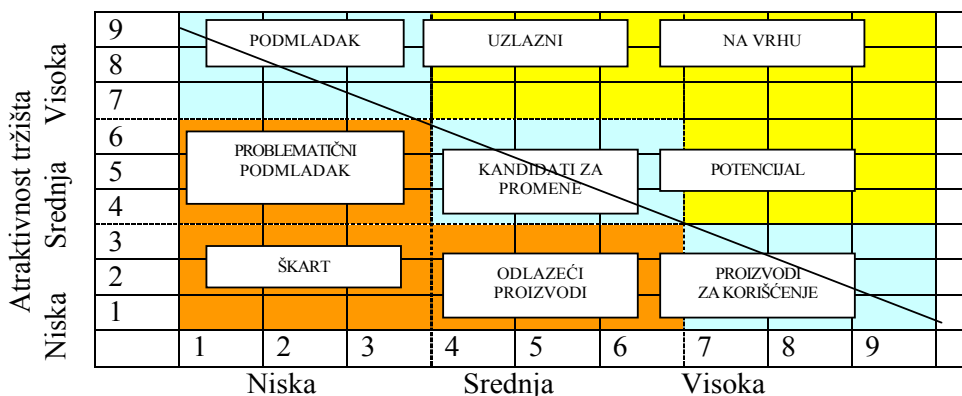 Atraktivnost tržišta
Visoka
Srednja
Niska
9
8
7
6
5
4
3
2
1
PODMLADAK
UZLAZNI
NA VRHU
PROBLEMATIČNI
PODMLADAK
KANDIDATI ZA
PROMENE
POTENCIJAL
ŠKART
ODLAZEĆI
PROIZVODI
PROIZVODI
ZA KORIŠĆENJE
1 2 3 4 5 6 7 8 9
Niska Srednja Visoka